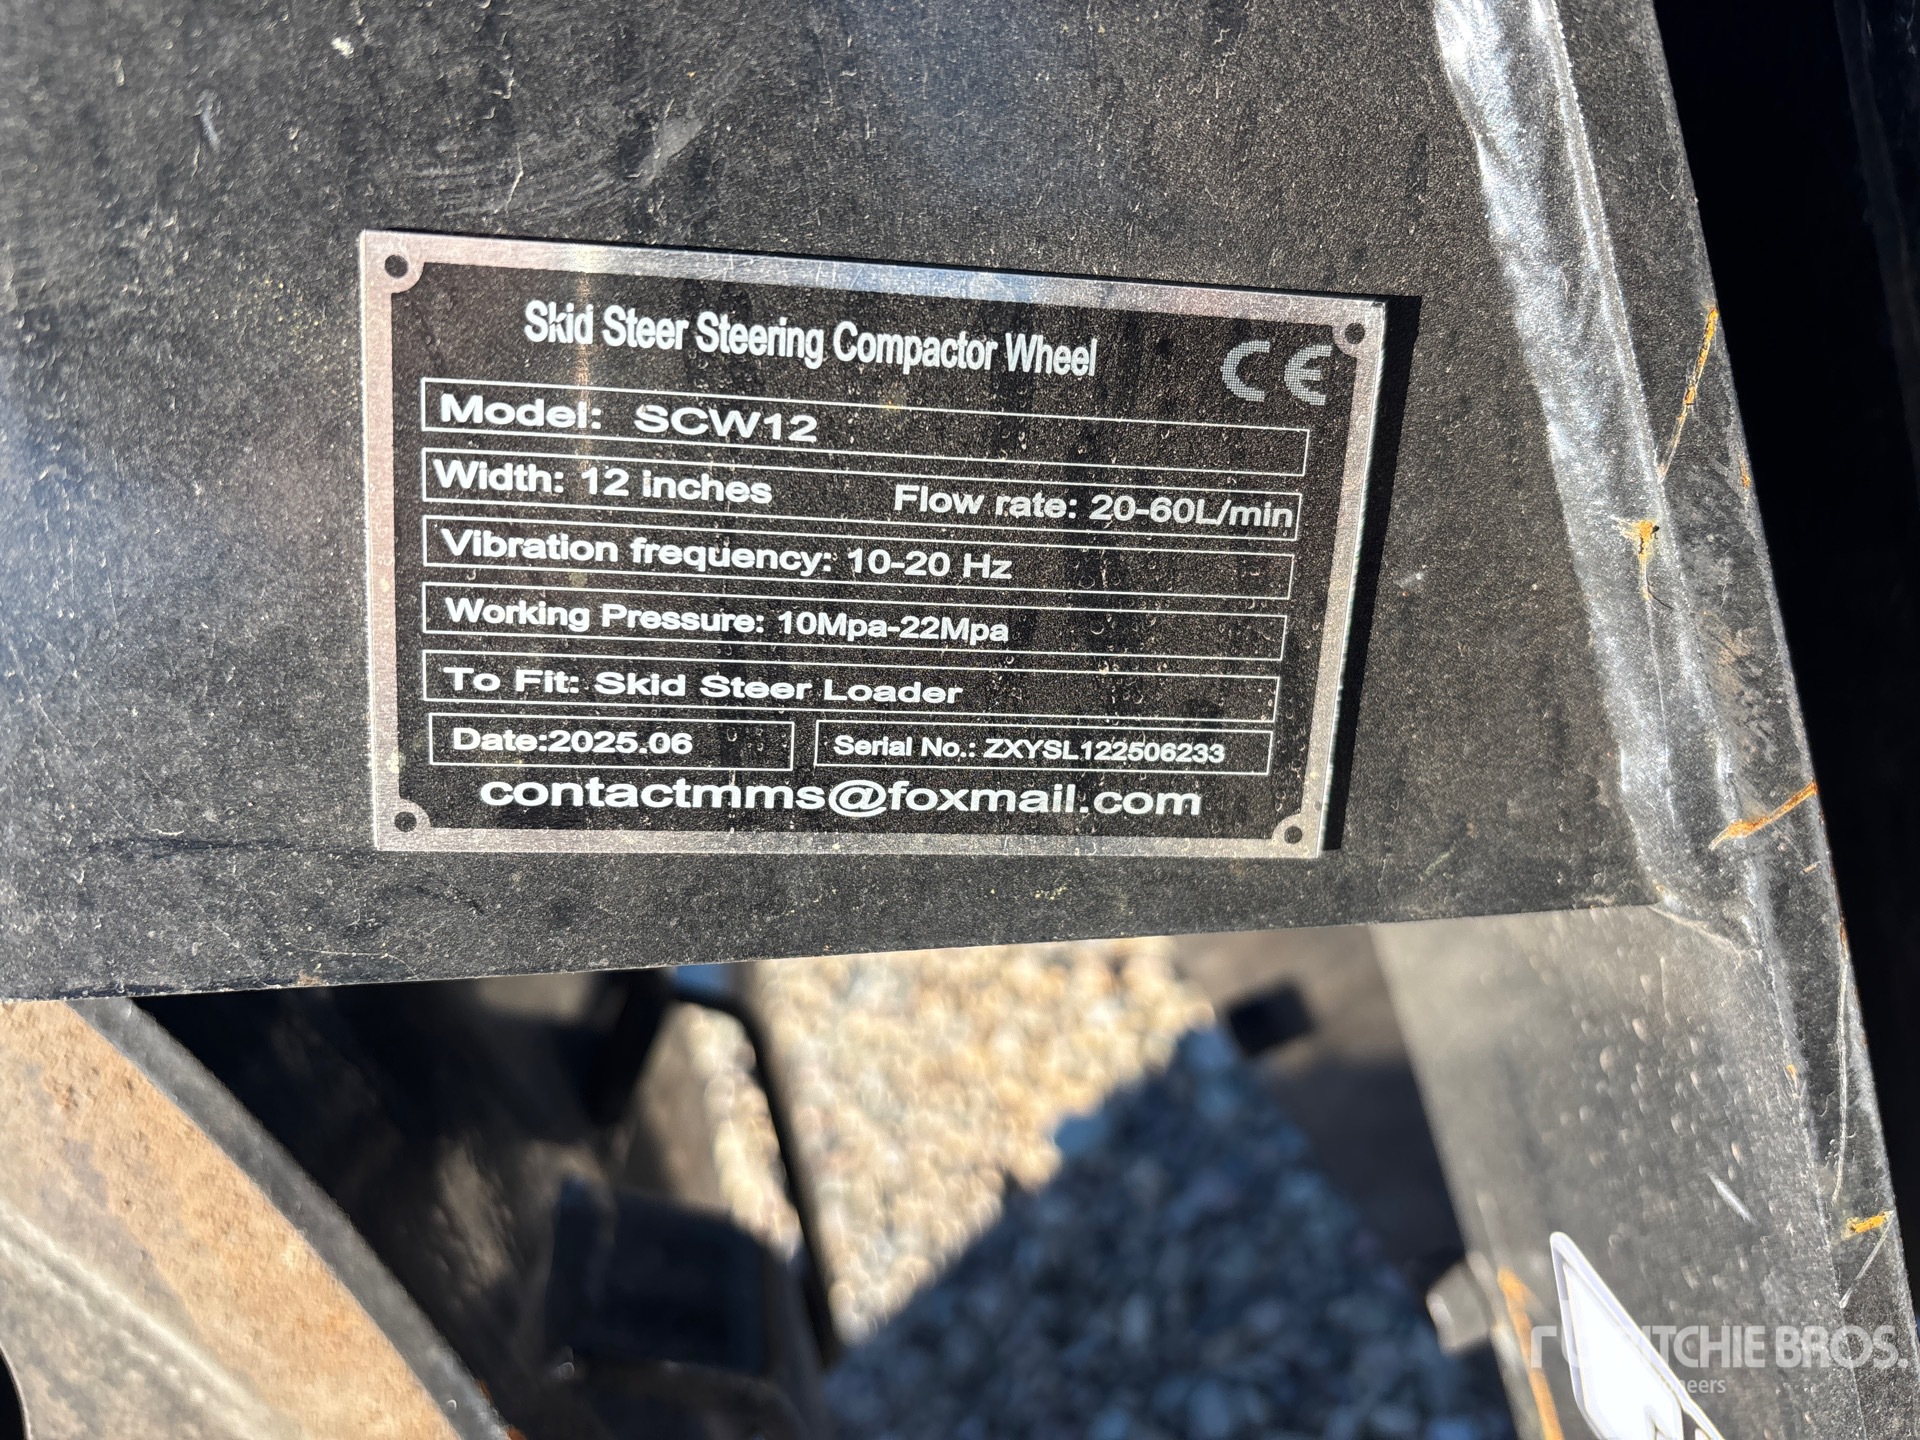 Skid Steer Steering Compactor Wheel
CE
Model: SCW12
Width: 12 inches Flow rate: 20-60L/min
Vibration frequency: 10-20 Hz
Working Pressure: 10Mpa-22Mpa
To Fit: Skid Steer Loader
Date:2025.06 Serial No.: ZXYSL122506233
contactmms@foxmail.com
RITCHIE BROS.